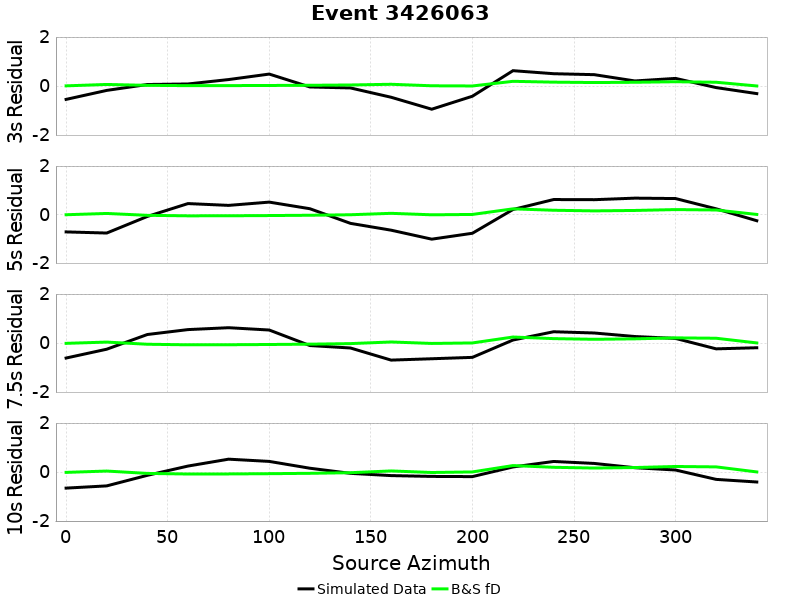 Event 3426063
3s Residual
2
0
-2
5s Residual
2
0
-2
7.5s Residual
2
0
-2
10s Residual
2
0
-2
0 50 100 150 200 250 300
Source Azimuth
Simulated Data B&S fD